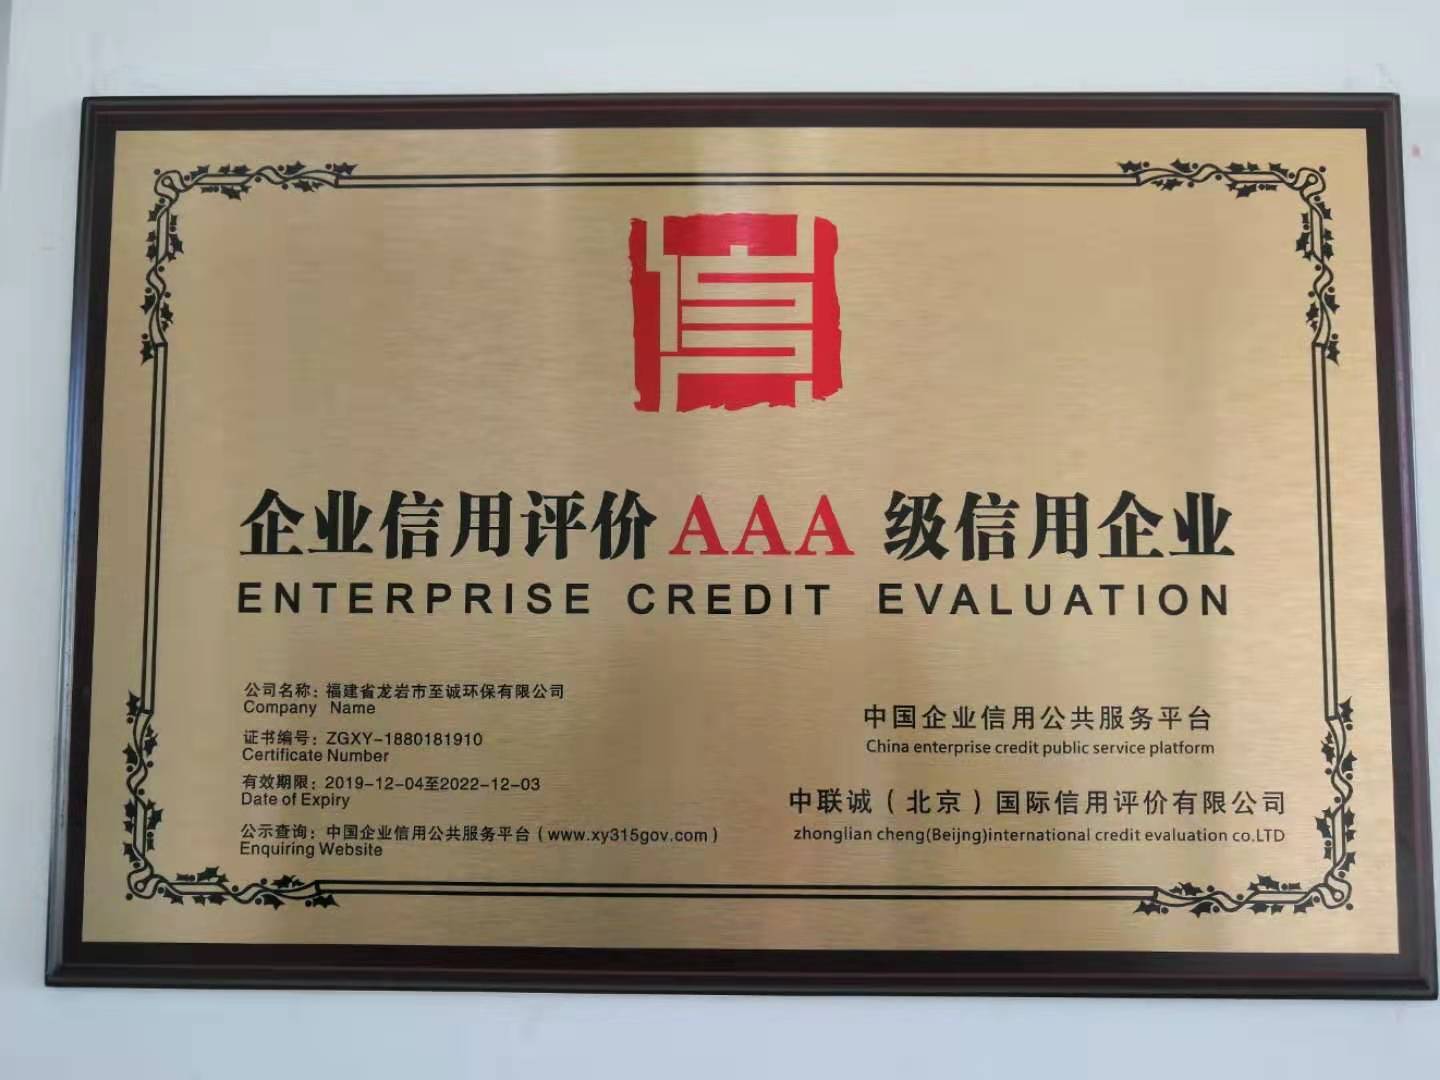 信
企业信用评价AAA 级信用企业
ENTERPRISE CREDIT EVALUATION
公司名称：福建省龙岩市至诚环保有限公司
Company Name
证书编号：ZGXY-1880181910
Certificate Number
有效期限：2019-12-04至2022-12-03
Date of Expiry
公示查询：中国企业信用公共服务平台（www.xy315gov.com）
Enquiring Website
中国企业信用公共服务平台
China enterprise credit public service platform
中联诚（北京）国际信用评价有限公司
zhonglian cheng(Beijng)international credit evaluation co.LTD